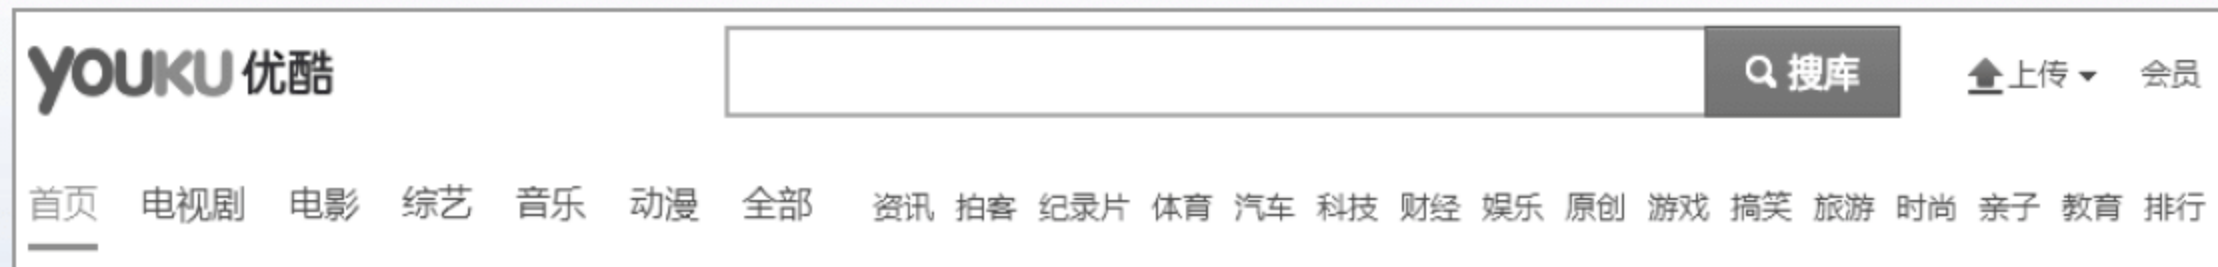 YOUKU 优酷 搜库 上传 会员
首页 电视剧 电影 综艺 音乐 动漫 全部 资讯 拍客 纪录片 体育 汽车 科技 财经 娱乐 原创 游戏 搞笑 旅游 时尚 亲子 教育 排行